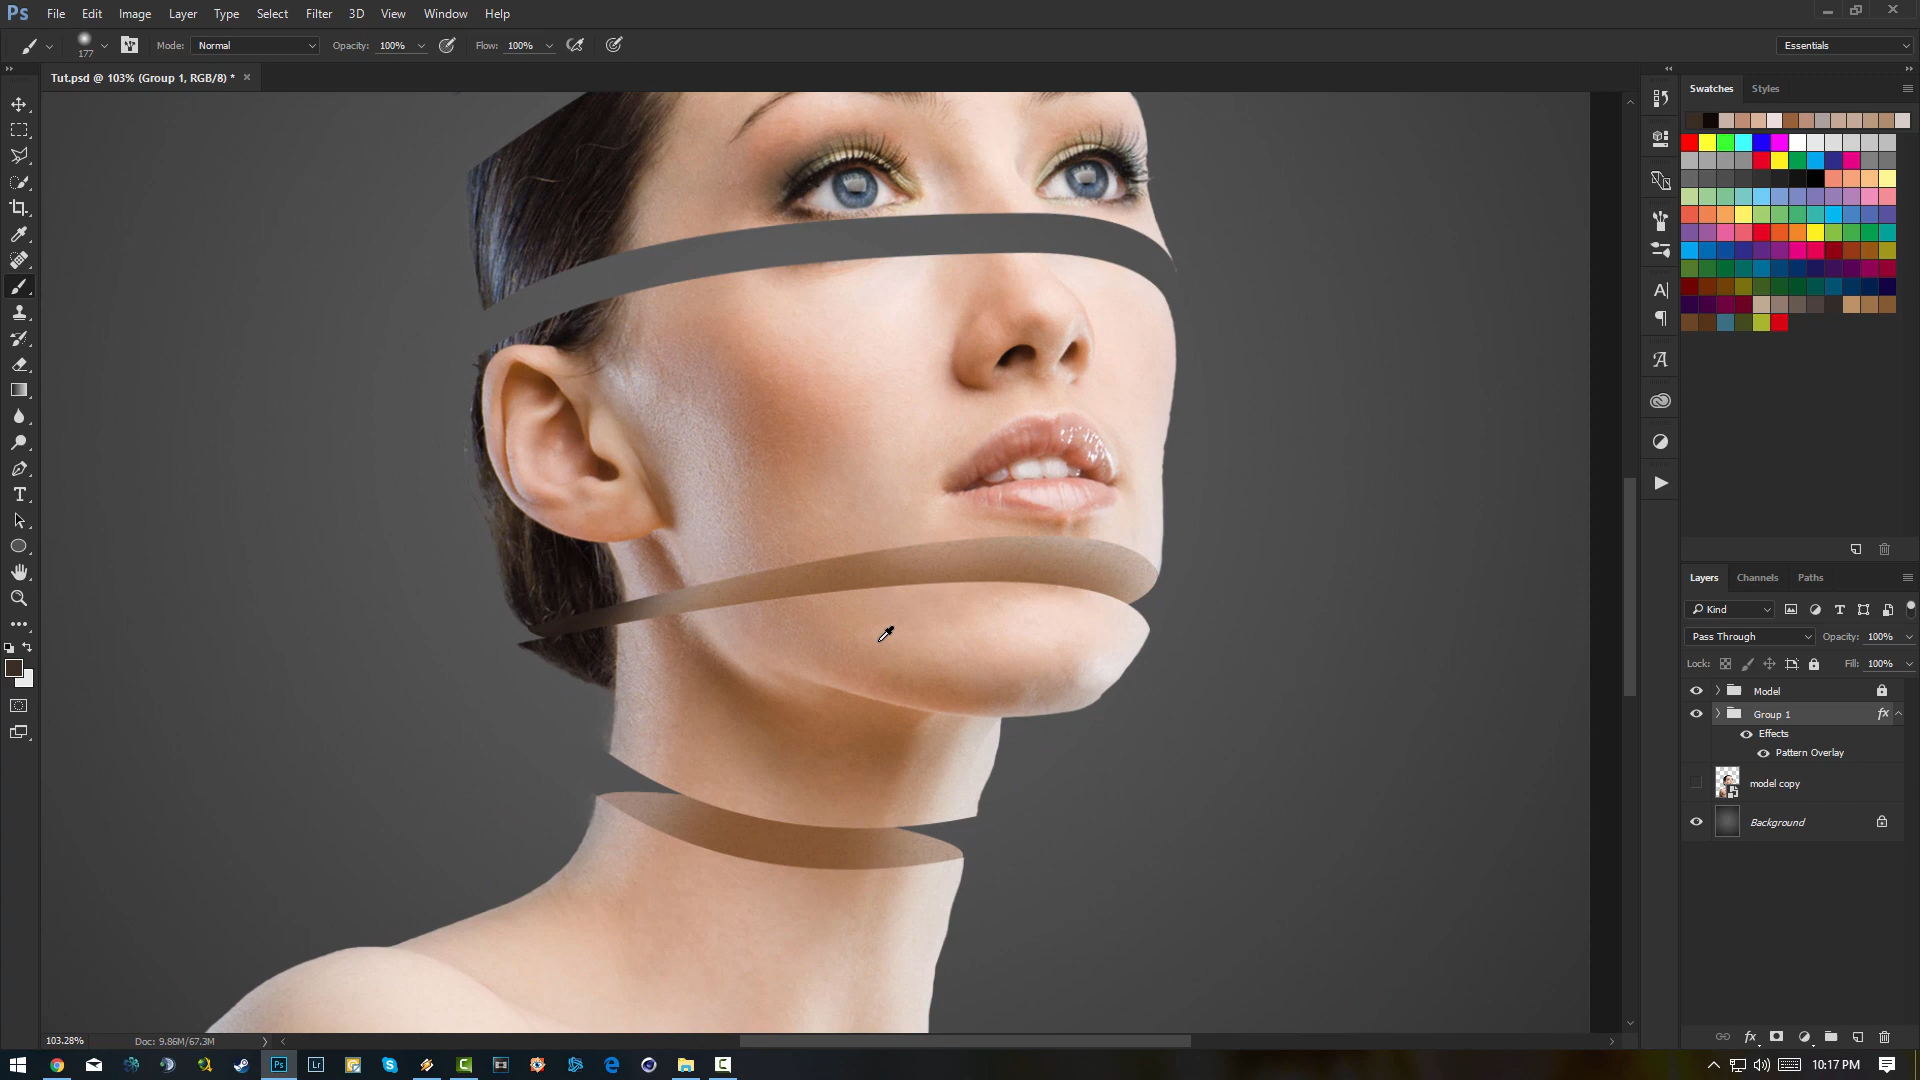 Ps File Edit Image Layer Type Select Filter 3D View Window Help
177 Mode: Normal Opacity: 100% Flow: 100% Essentials
Tut.psd @ 103% (Group 1, RGB/8) * ×
Swatches Styles
Layers Channels Paths
Kind
Pass Through Opacity: 100%
Lock: Fill: 100%
Model
Group 1 fx
Effects
Pattern Overlay
model copy
Background
103.28% Doc: 9.86M/67.3M
fx
Ps Lr 10:17 PM